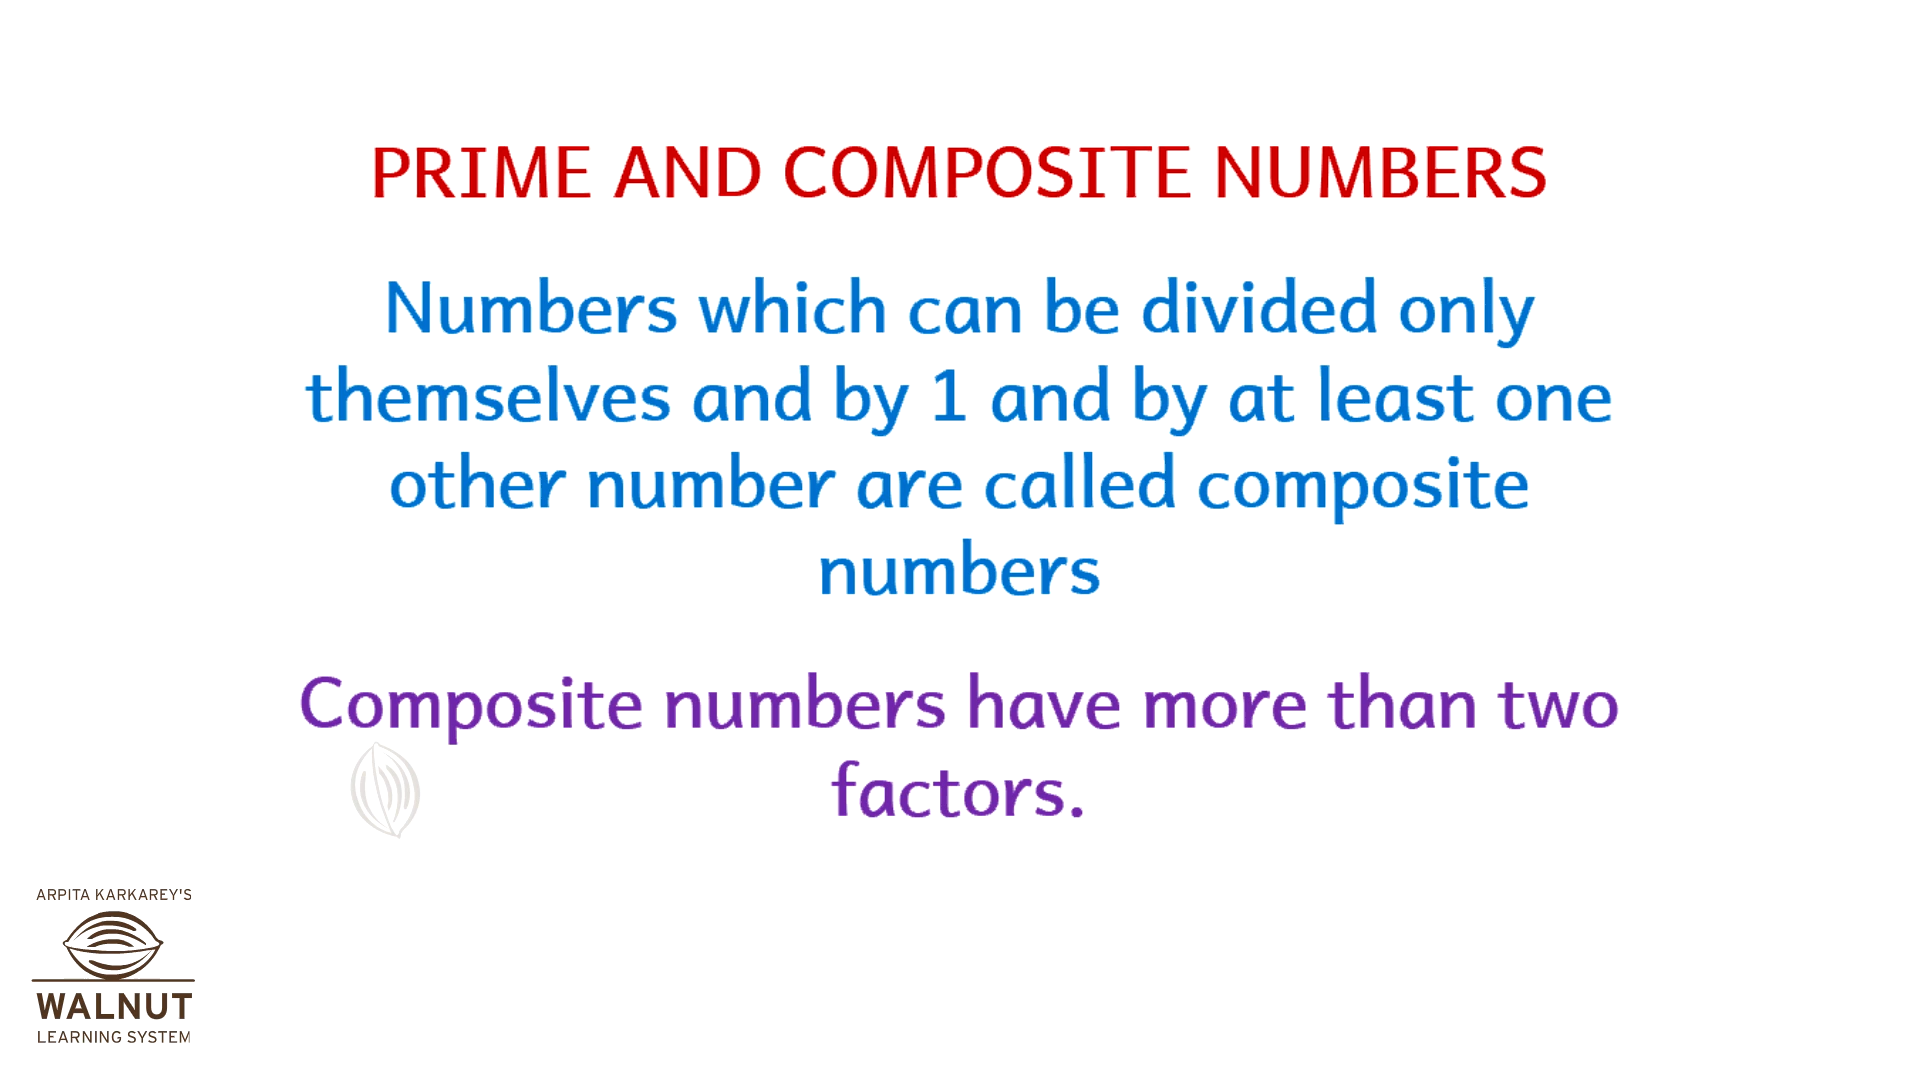 PRIME AND COMPOSITE NUMBERS
Numbers which can be divided only
themselves and by 1 and by at least one
other number are called composite
numbers
Composite numbers have more than two
factors.
ARPITA KARKAREY'S
WALNUT
LEARNING SYSTEM